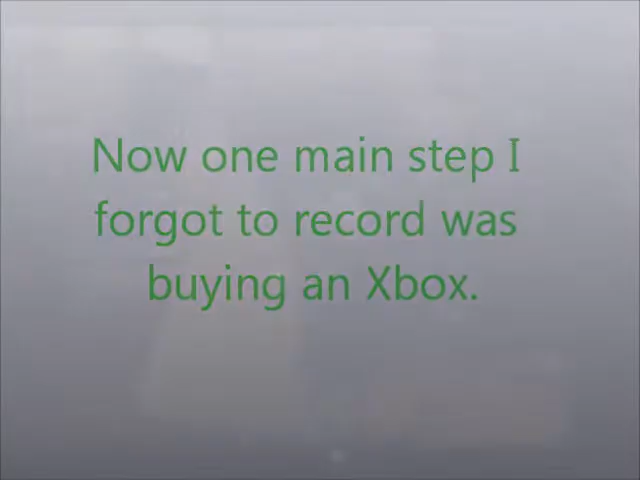 Now one main step I
forgot to record was
buying an Xbox.